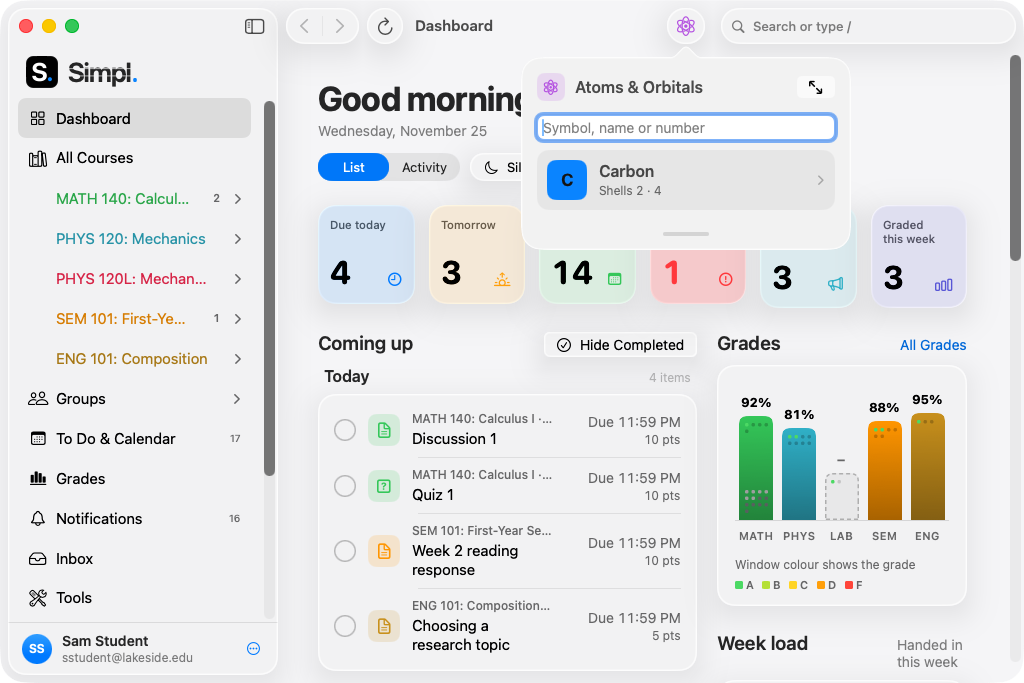 Dashboard
Search or type /
S. Simpl.
Dashboard
All Courses
MATH 140: Calcul... 2
PHYS 120: Mechanics
PHYS 120L: Mechan...
SEM 101: First-Ye... 1
ENG 101: Composition
Groups
To Do & Calendar 17
Grades
Notifications 16
Inbox
Tools
SS Sam Student
sstudent@lakeside.edu
Good morning
Wednesday, November 25
List Activity Sil
Atoms & Orbitals
Symbol, name or number
C Carbon
Shells 2 · 4
Due today
4
Tomorrow
3
14
1
3
Graded
this week
3
Coming up
Hide Completed
Today 4 items
MATH 140: Calculus I ·...
Discussion 1
Due 11:59 PM
10 pts
MATH 140: Calculus I ·...
Quiz 1
Due 11:59 PM
10 pts
SEM 101: First-Year Se...
Week 2 reading
response
Due 11:59 PM
10 pts
ENG 101: Composition...
Choosing a
research topic
Due 11:59 PM
5 pts
Grades All Grades
92% 81% – 88% 95%
MATH PHYS LAB SEM ENG
Window colour shows the grade
A B C D F
Week load
Handed in
this week